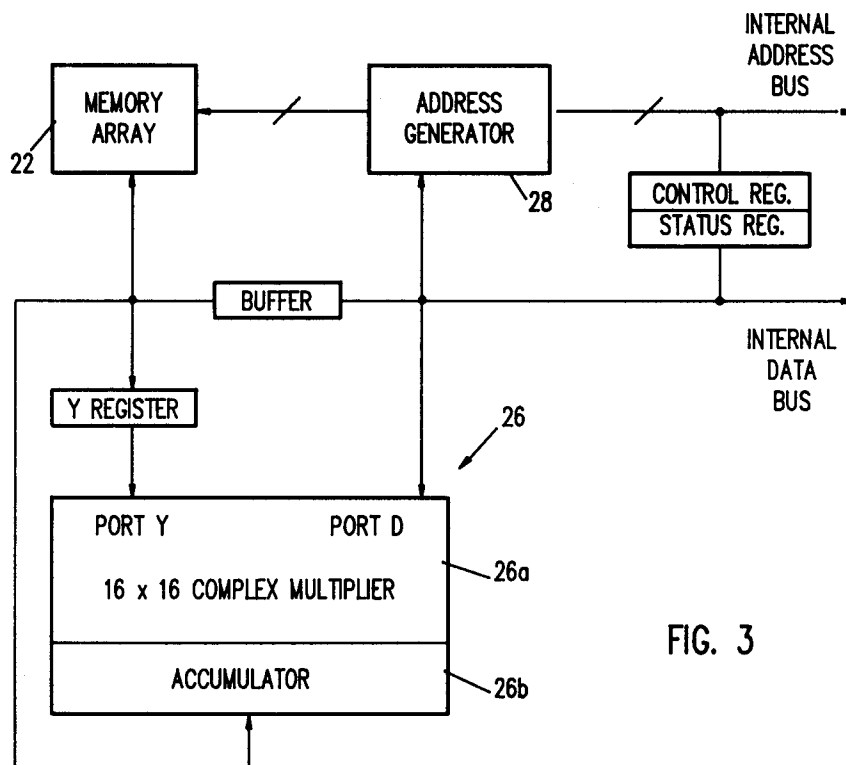 INTERNAL
ADDRESS
BUS
MEMORY
ARRAY
22
ADDRESS
GENERATOR
28
CONTROL REG.
STATUS REG.
BUFFER
INTERNAL
DATA
BUS
Y REGISTER
26
PORT Y
PORT D
16 x 16 COMPLEX MULTIPLIER
26a
ACCUMULATOR
26b
FIG. 3